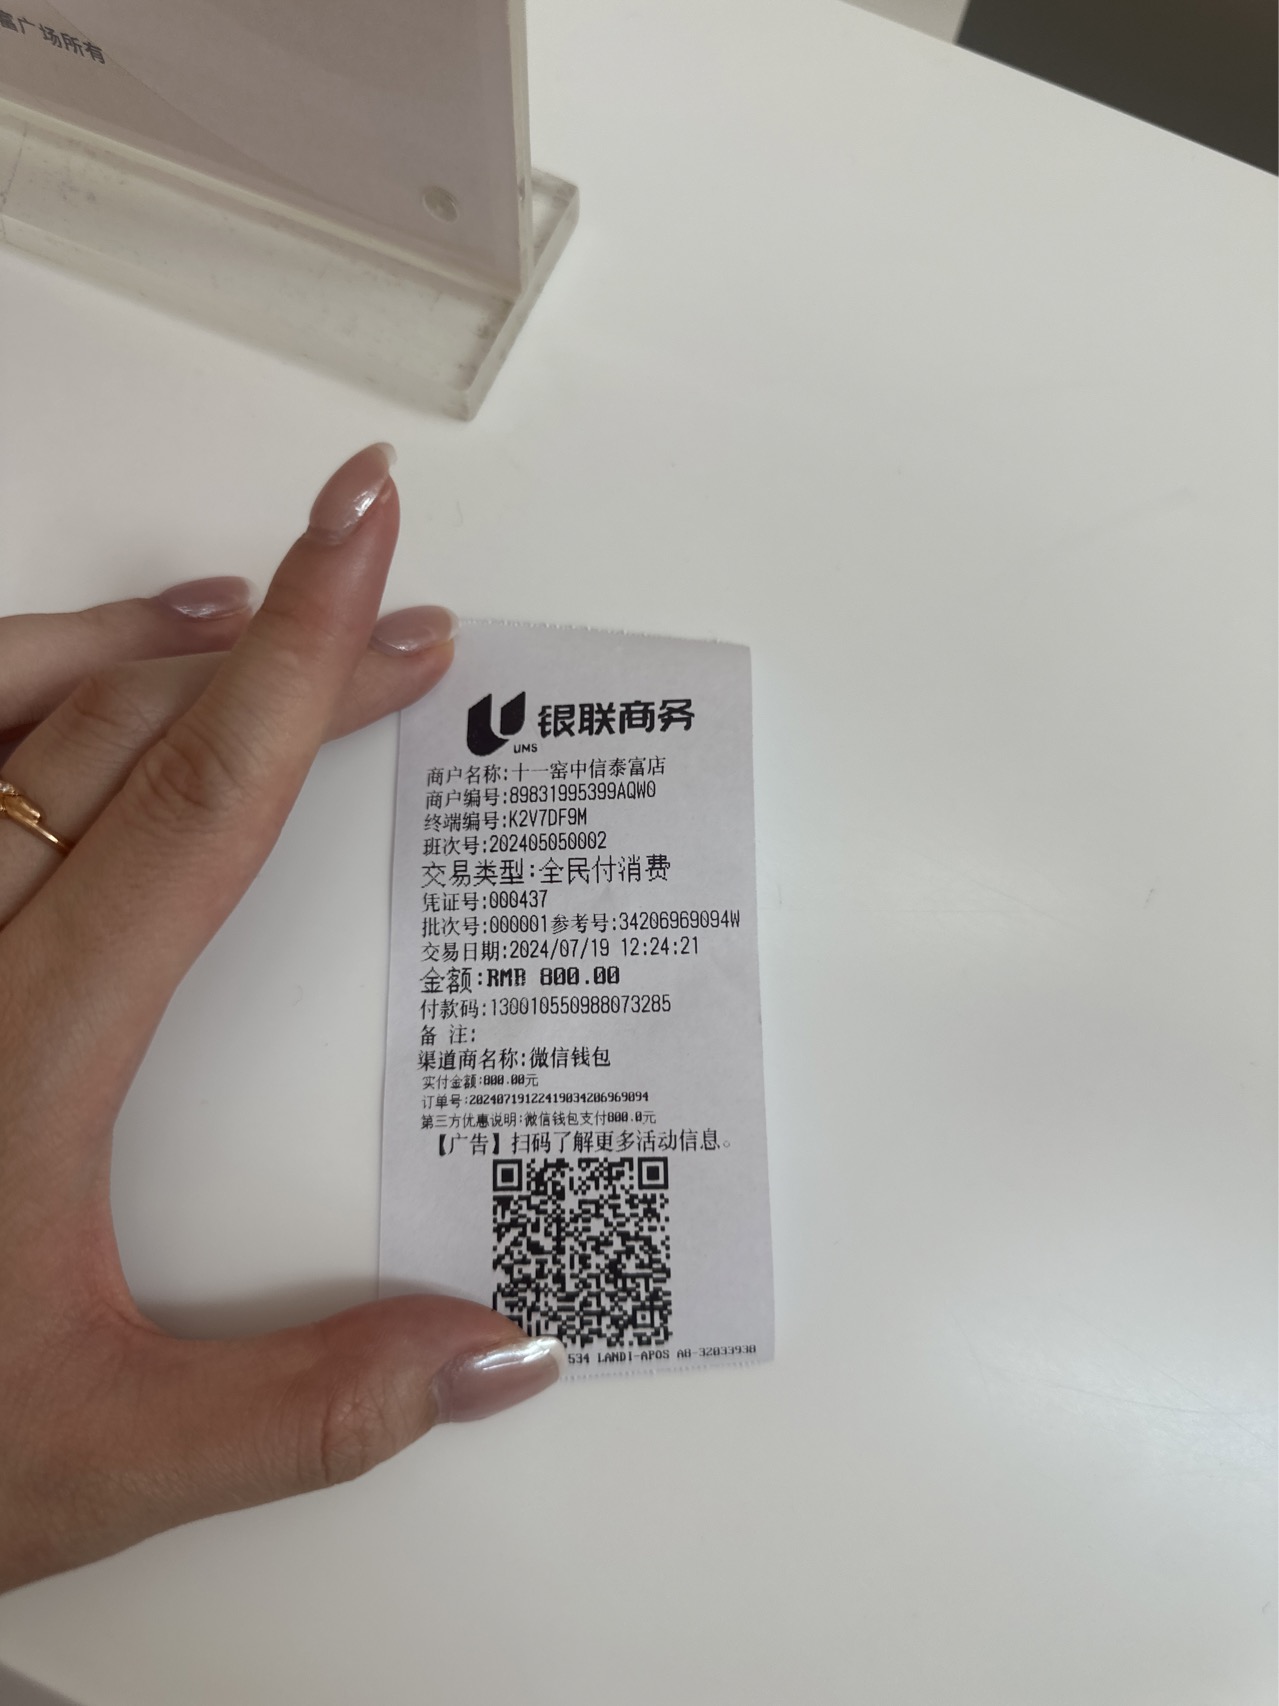 富广场所有
银联商务
UMS
商户名称:十一窑中信泰富店
商户编号:89831995399AQW0
终端编号:K2V7DF9M
班次号:202405050002
交易类型:全民付消费
凭证号:000437
批次号:000001参考号:34206969094W
交易日期:2024/07/19 12:24:21
金额:RMB 800.00
付款码:130010550988073285
备 注:
渠道商名称:微信钱包
实付金额:800.00元
订单号:20240719122419034206969094
第三方优惠说明:微信钱包支付800.0元
【广告】扫码了解更多活动信息。
534 LANDI-APOS A8-32033938